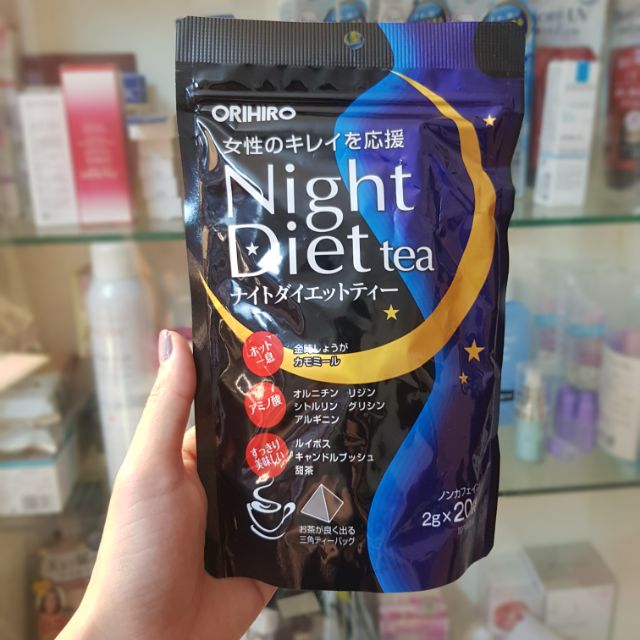 ORIHIRO
女性のキレイを応援
Night
Diet tea
ナイトダイエットティー
ホット一息
金時しょうが
カモミール
アミノ酸
オルニチン リジン
シトルリン グリシン
アルギニン
すっきり
美味しい
ルイボス
キャンドルブッシュ
甜茶
お茶が良く出る
三角ティーバッグ
ノンカフェイン
2g×20